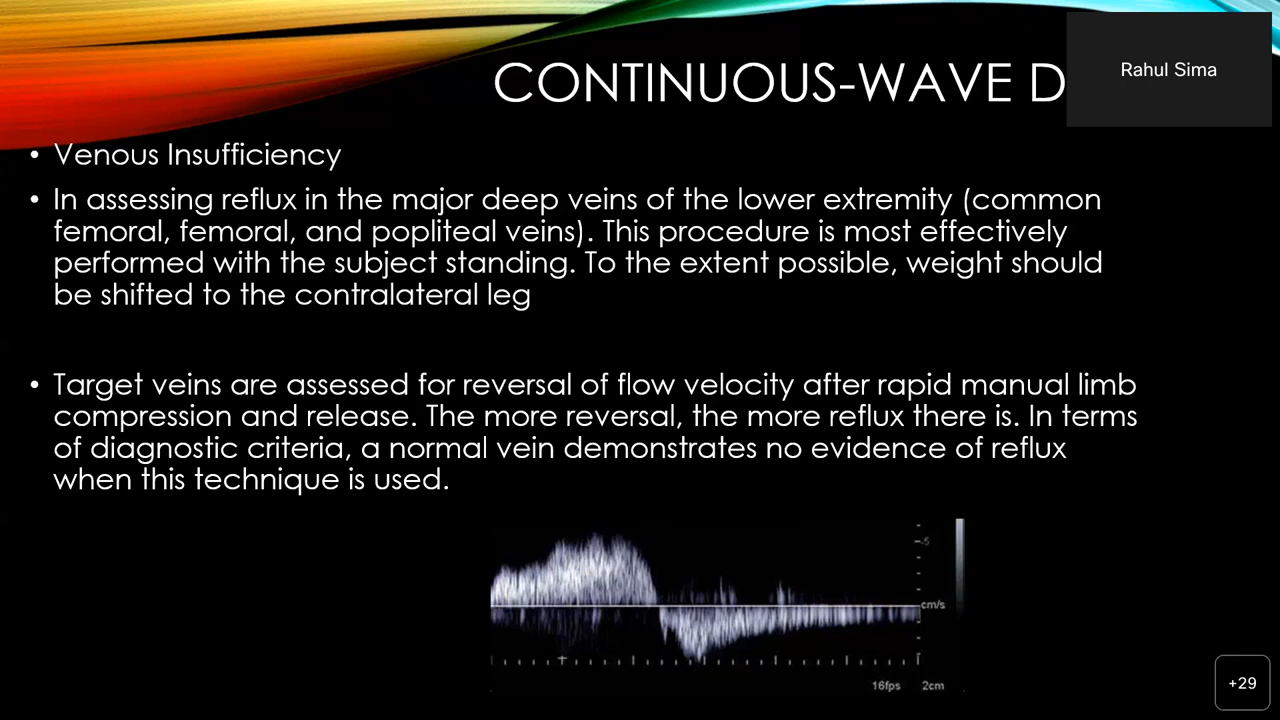 CONTINUOUS-WAVE D
Rahul Sima
• Venous Insufficiency
• In assessing reflux in the major deep veins of the lower extremity (common
femoral, femoral, and popliteal veins). This procedure is most effectively
performed with the subject standing. To the extent possible, weight should
be shifted to the contralateral leg
• Target veins are assessed for reversal of flow velocity after rapid manual limb
compression and release. The more reversal, the more reflux there is. In terms
of diagnostic criteria, a normal vein demonstrates no evidence of reflux
when this technique is used.
-5
cm/s
16fps 2cm
+29